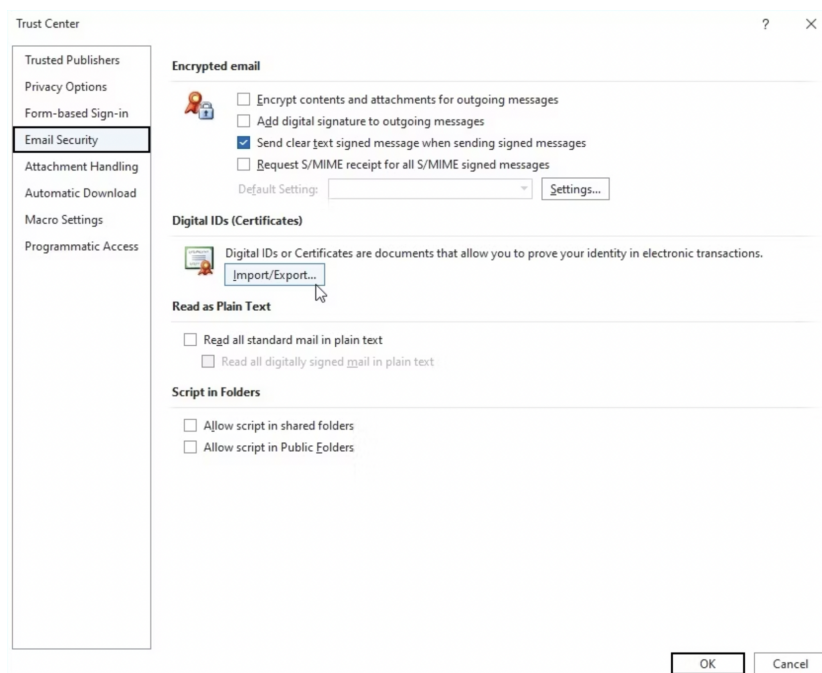 Trust Center
?
Trusted Publishers
Privacy Options
Form-based Sign-in
Email Security
Attachment Handling
Automatic Download
Macro Settings
Programmatic Access
Encrypted email
Encrypt contents and attachments for outgoing messages
Add digital signature to outgoing messages
Send clear text signed message when sending signed messages
Request S/MIME receipt for all S/MIME signed messages
Default Setting:
Settings...
Digital IDs (Certificates)
Digital IDs or Certificates are documents that allow you to prove your identity in electronic transactions.
Import/Export...
Read as Plain Text
Read all standard mail in plain text
Read all digitally signed mail in plain text
Script in Folders
Allow script in shared folders
Allow script in Public Folders
OK
Cancel